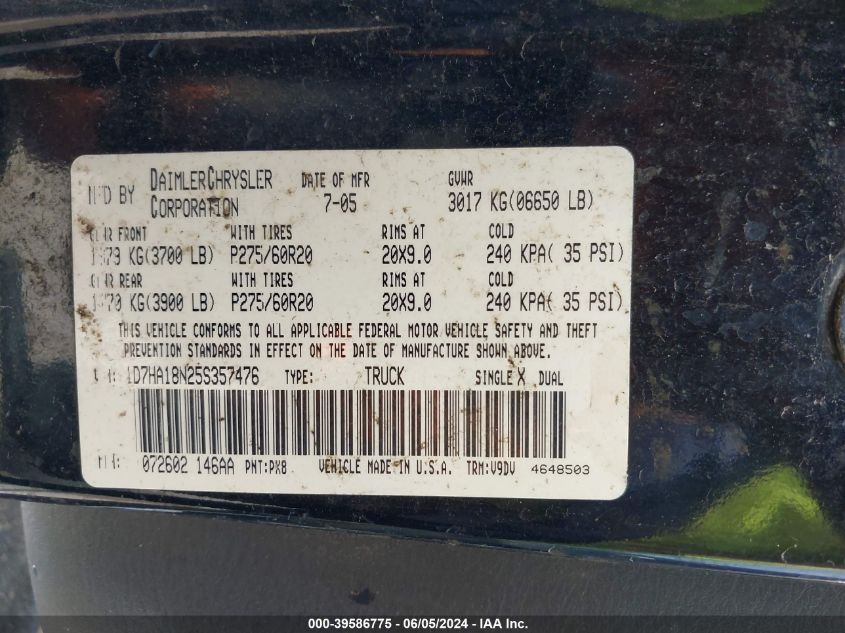 BY DAIMLERCHRYSLER CORPORATION DATE OF MFR 7-05 GVWR 3017 KG(06650 LB)
FRONT WITH TIRES RIMS AT COLD
KG(3700 LB) P275/60R20 20X9.0 240 KPA( 35 PSI)
REAR WITH TIRES RIMS AT COLD
KG(3900 LB) P275/60R20 20X9.0 240 KPA( 35 PSI)
THIS VEHICLE CONFORMS TO ALL APPLICABLE FEDERAL MOTOR VEHICLE SAFETY AND THEFT
PREVENTION STANDARDS IN EFFECT ON THE DATE OF MANUFACTURE SHOWN ABOVE.
1D7HA18N25S357476 TYPE: TRUCK SINGLE X DUAL
072602 146AA PNT:PX8 VEHICLE MADE IN U.S.A. TRM:V9DV 4648503
000-39586775 - 06/05/2024 - IAA Inc.